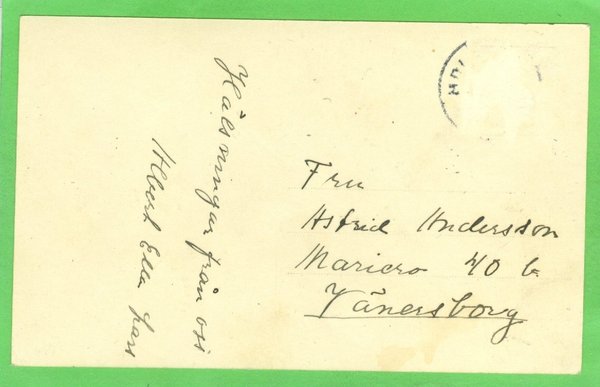 Hälsningar från oss
Albert Ella Lars
Fru
Astrid Andersson
Mariero 40 b
Vänersborg